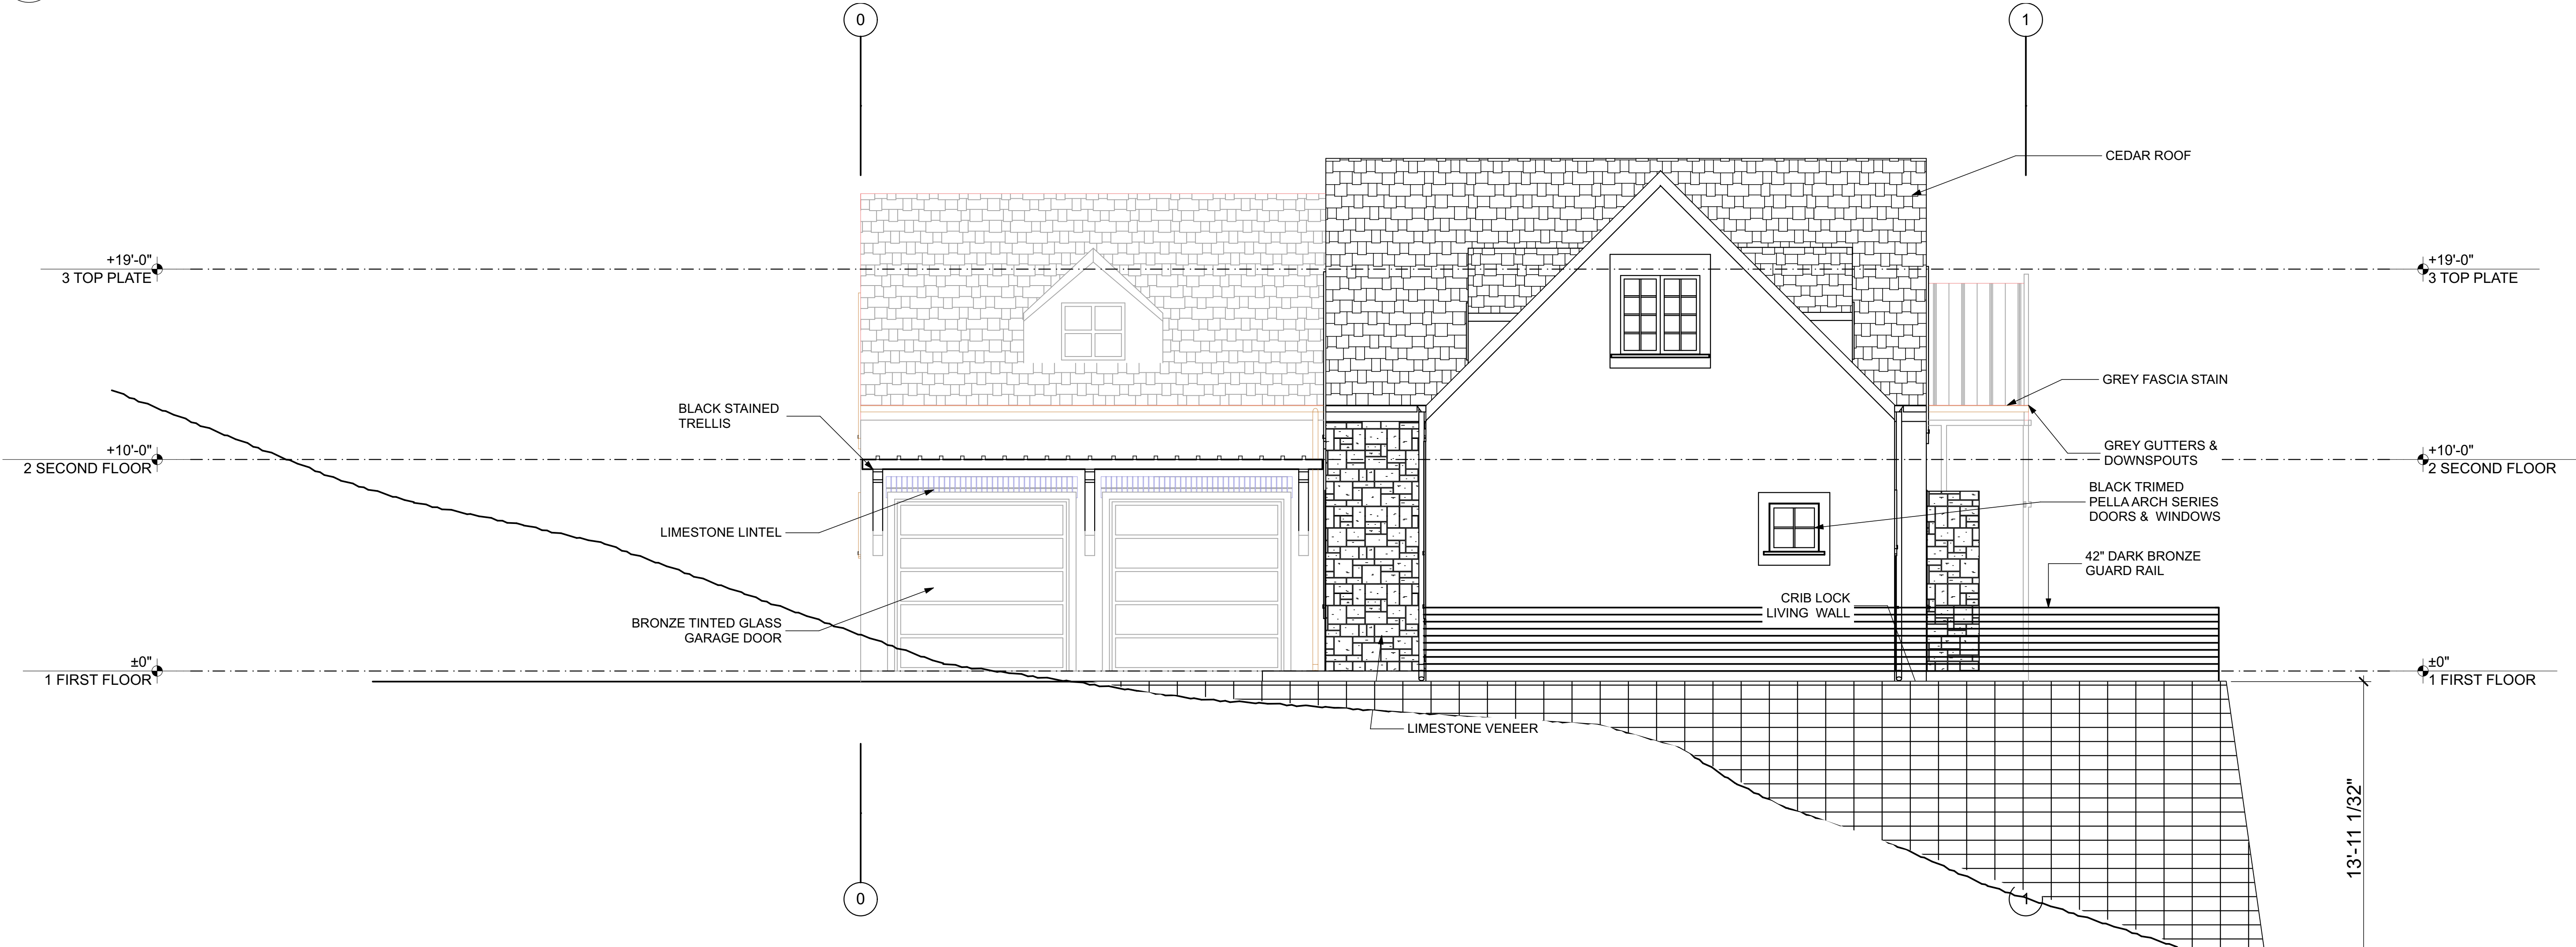 0
1
CEDAR ROOF
+19'-0"
3 TOP PLATE
+19'-0"
3 TOP PLATE
GREY FASCIA STAIN
BLACK STAINED
TRELLIS
+10'-0"
2 SECOND FLOOR
GREY GUTTERS &
DOWNSPOUTS
+10'-0"
2 SECOND FLOOR
BLACK TRIMED
PELLA ARCH SERIES
DOORS & WINDOWS
LIMESTONE LINTEL
42" DARK BRONZE
GUARD RAIL
CRIB LOCK
LIVING WALL
BRONZE TINTED GLASS
GARAGE DOOR
±0"
1 FIRST FLOOR
±0"
1 FIRST FLOOR
LIMESTONE VENEER
13'-11 1/32"
0
1